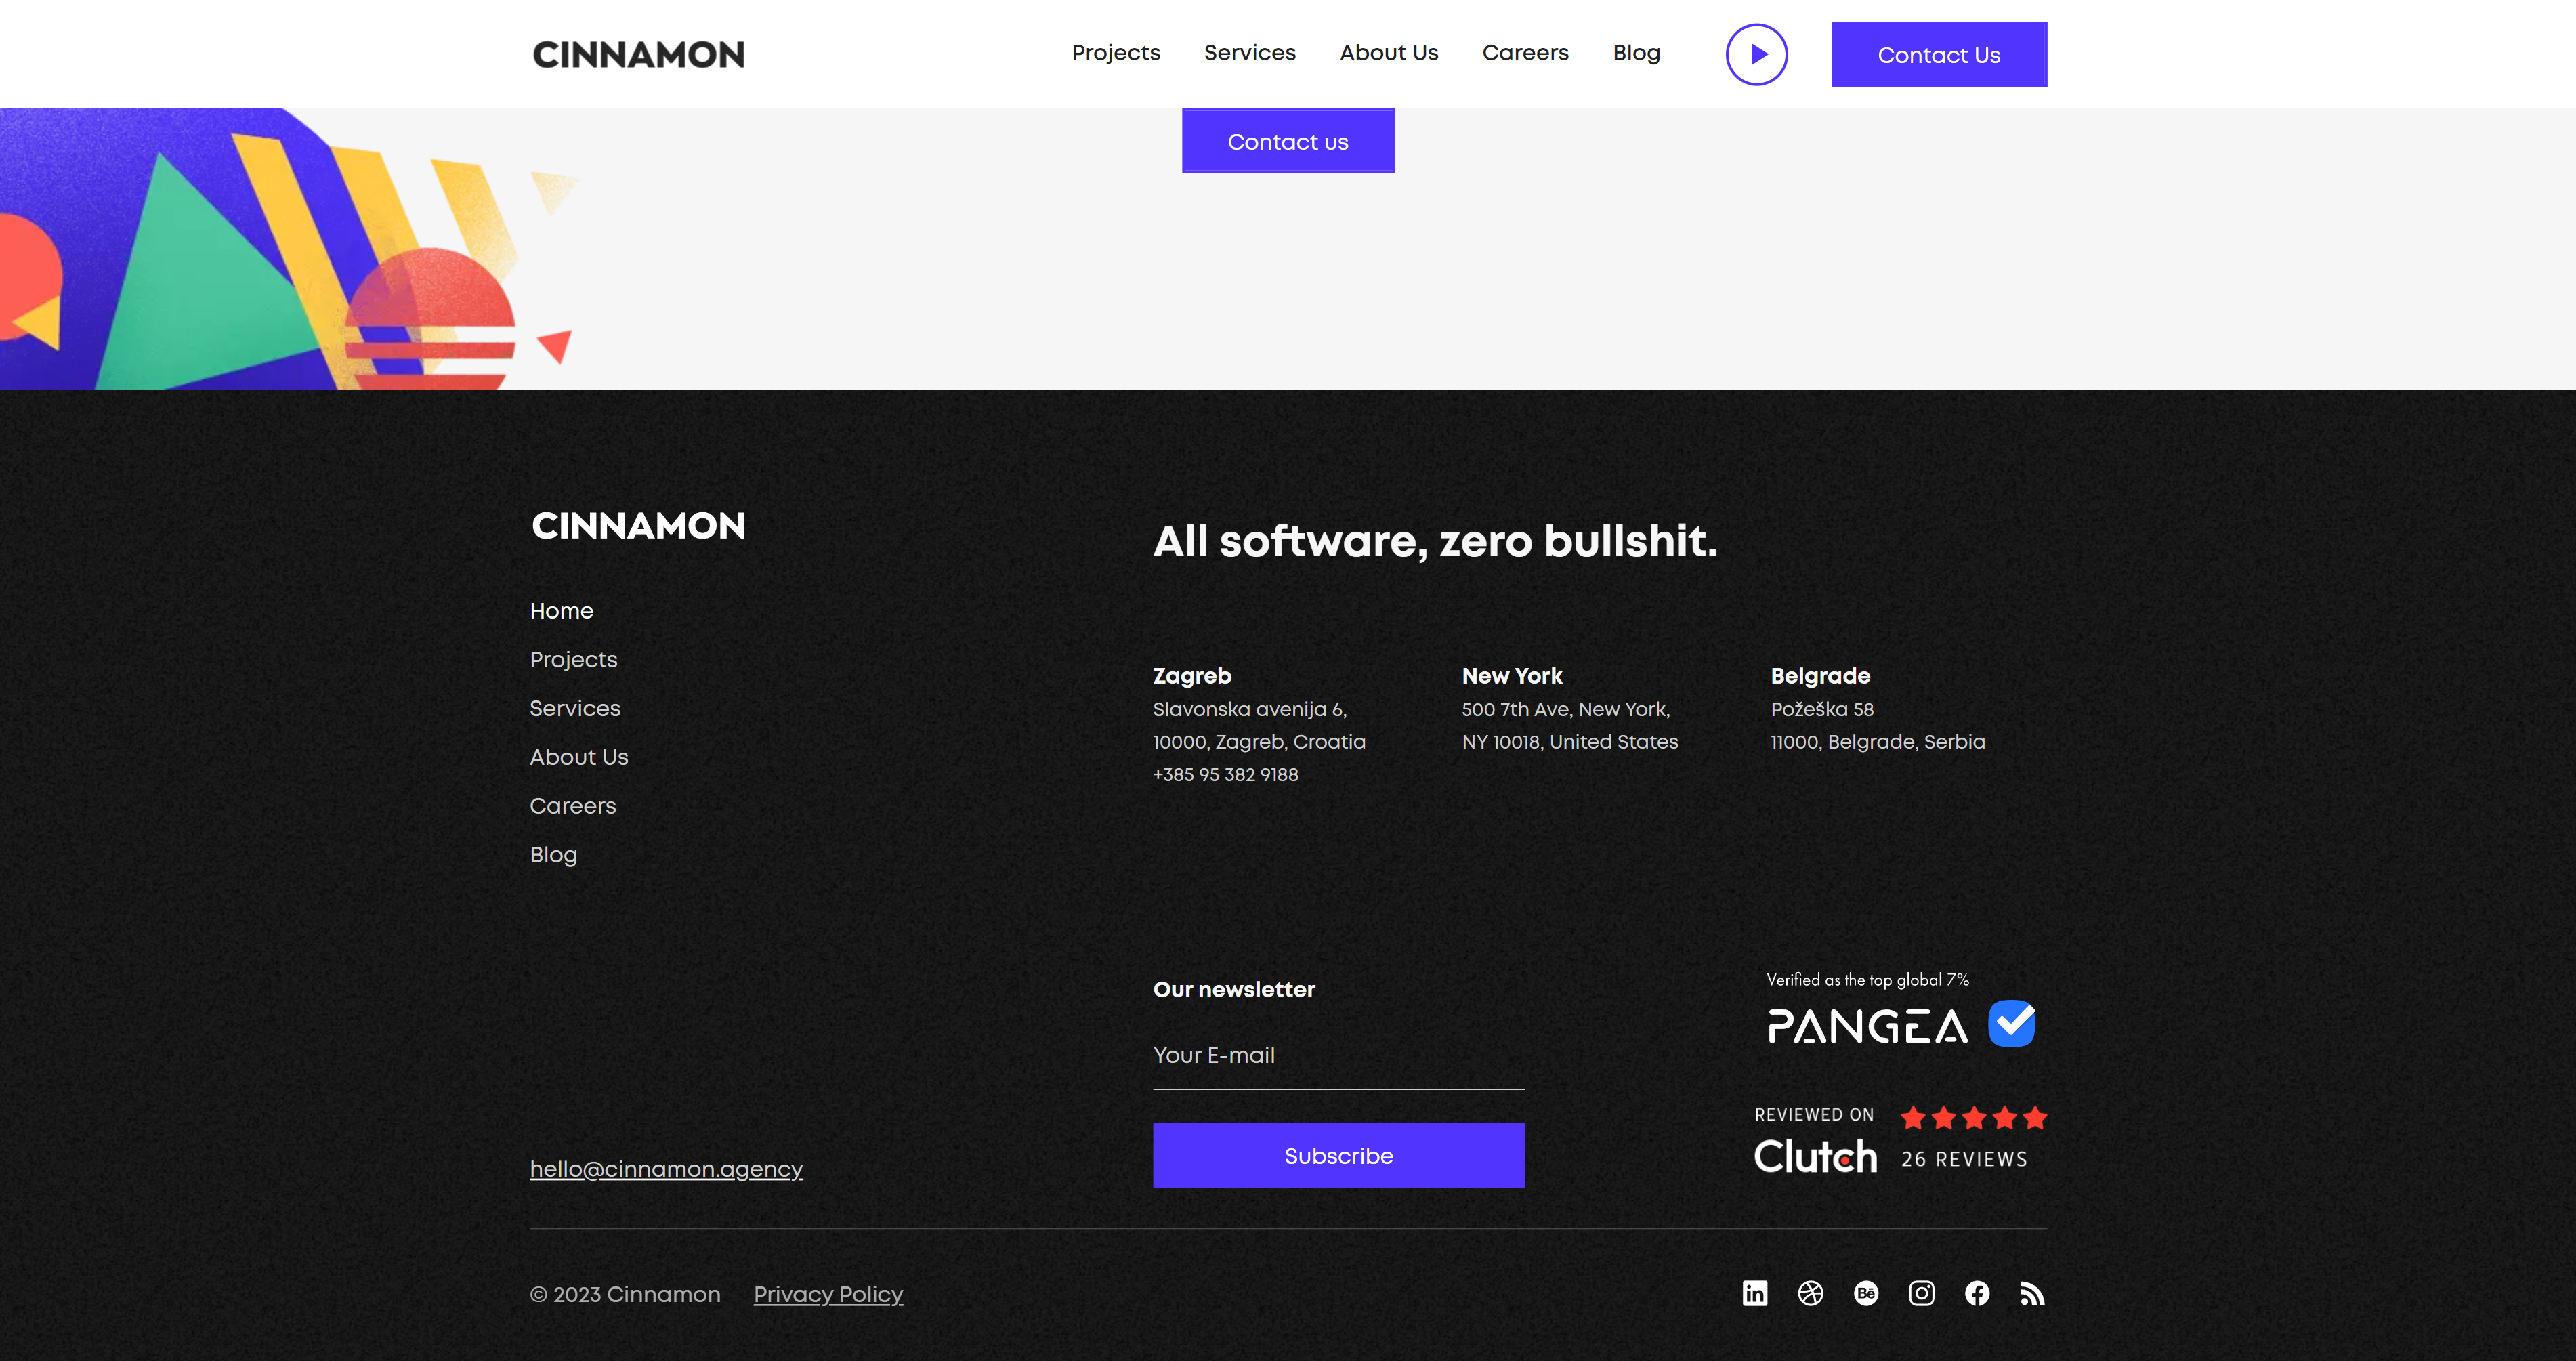 CINNAMON
Projects Services About Us Careers Blog Contact Us
Contact us
CINNAMON
Home
Projects
Services
About Us
Careers
Blog
hello@cinnamon.agency
All software, zero bullshit.
Zagreb
Slavonska avenija 6,
10000, Zagreb, Croatia
+385 95 382 9188
New York
500 7th Ave, New York,
NY 10018, United States
Belgrade
Požeška 58
11000, Belgrade, Serbia
Our newsletter
Your E-mail
Subscribe
Verified as the top global 7%
PANGEA
REVIEWED ON
Clutch
26 REVIEWS
© 2023 Cinnamon Privacy Policy
in Bē f